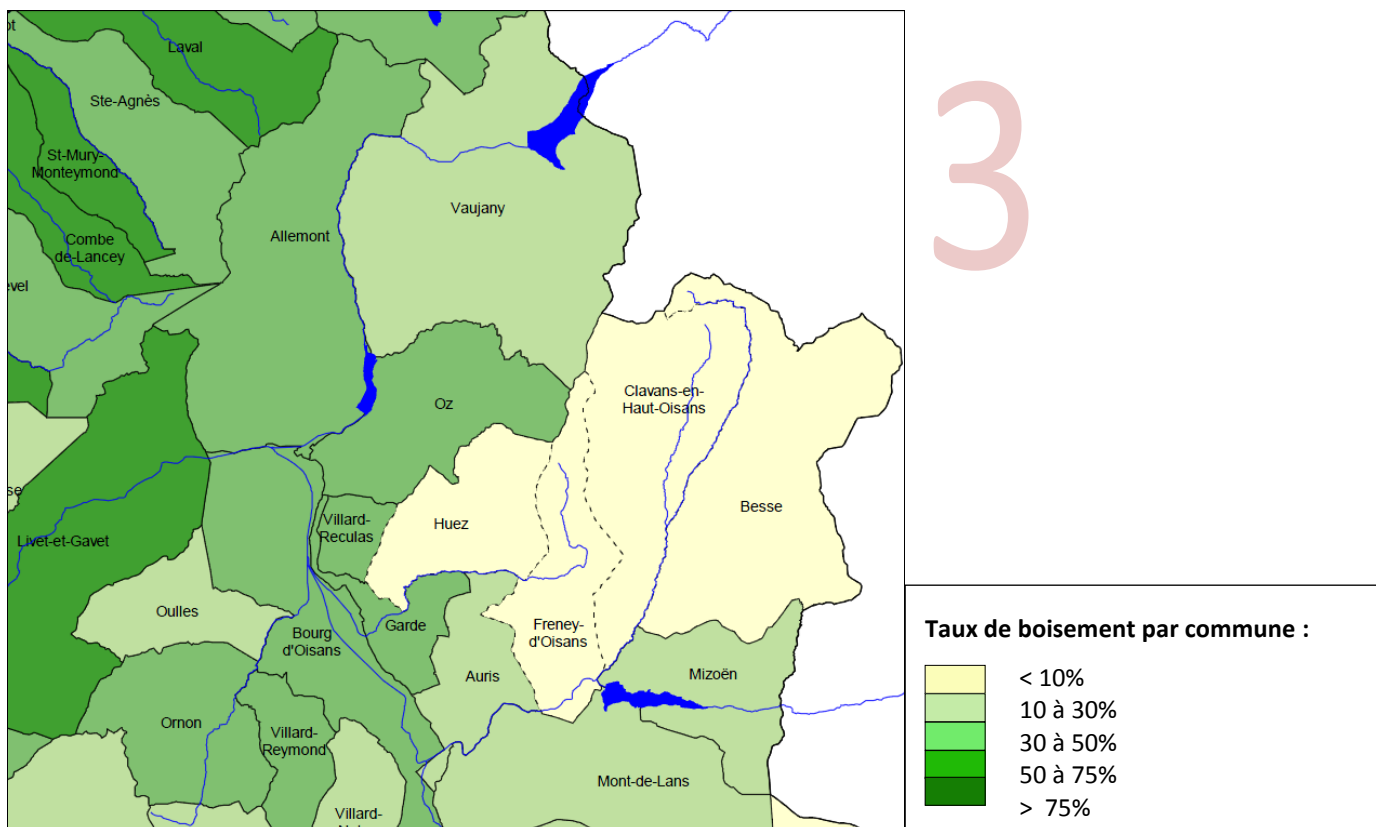 Laval
Ste-Agnès
St-Mury-
Monteymond
Combe
de-Lancey
Allemont
Vaujany
Oz
Clavans-en-
Haut-Oisans
Besse
Huez
Villard-
Reculas
Livet-et-Gavet
Oulles
Bourg
d'Oisans
Garde
Auris
Freney-
d'Oisans
Mizoën
Ornon
Villard-
Reymond
Mont-de-Lans
Villard-
3
Taux de boisement par commune :
< 10%
10 à 30%
30 à 50%
50 à 75%
> 75%